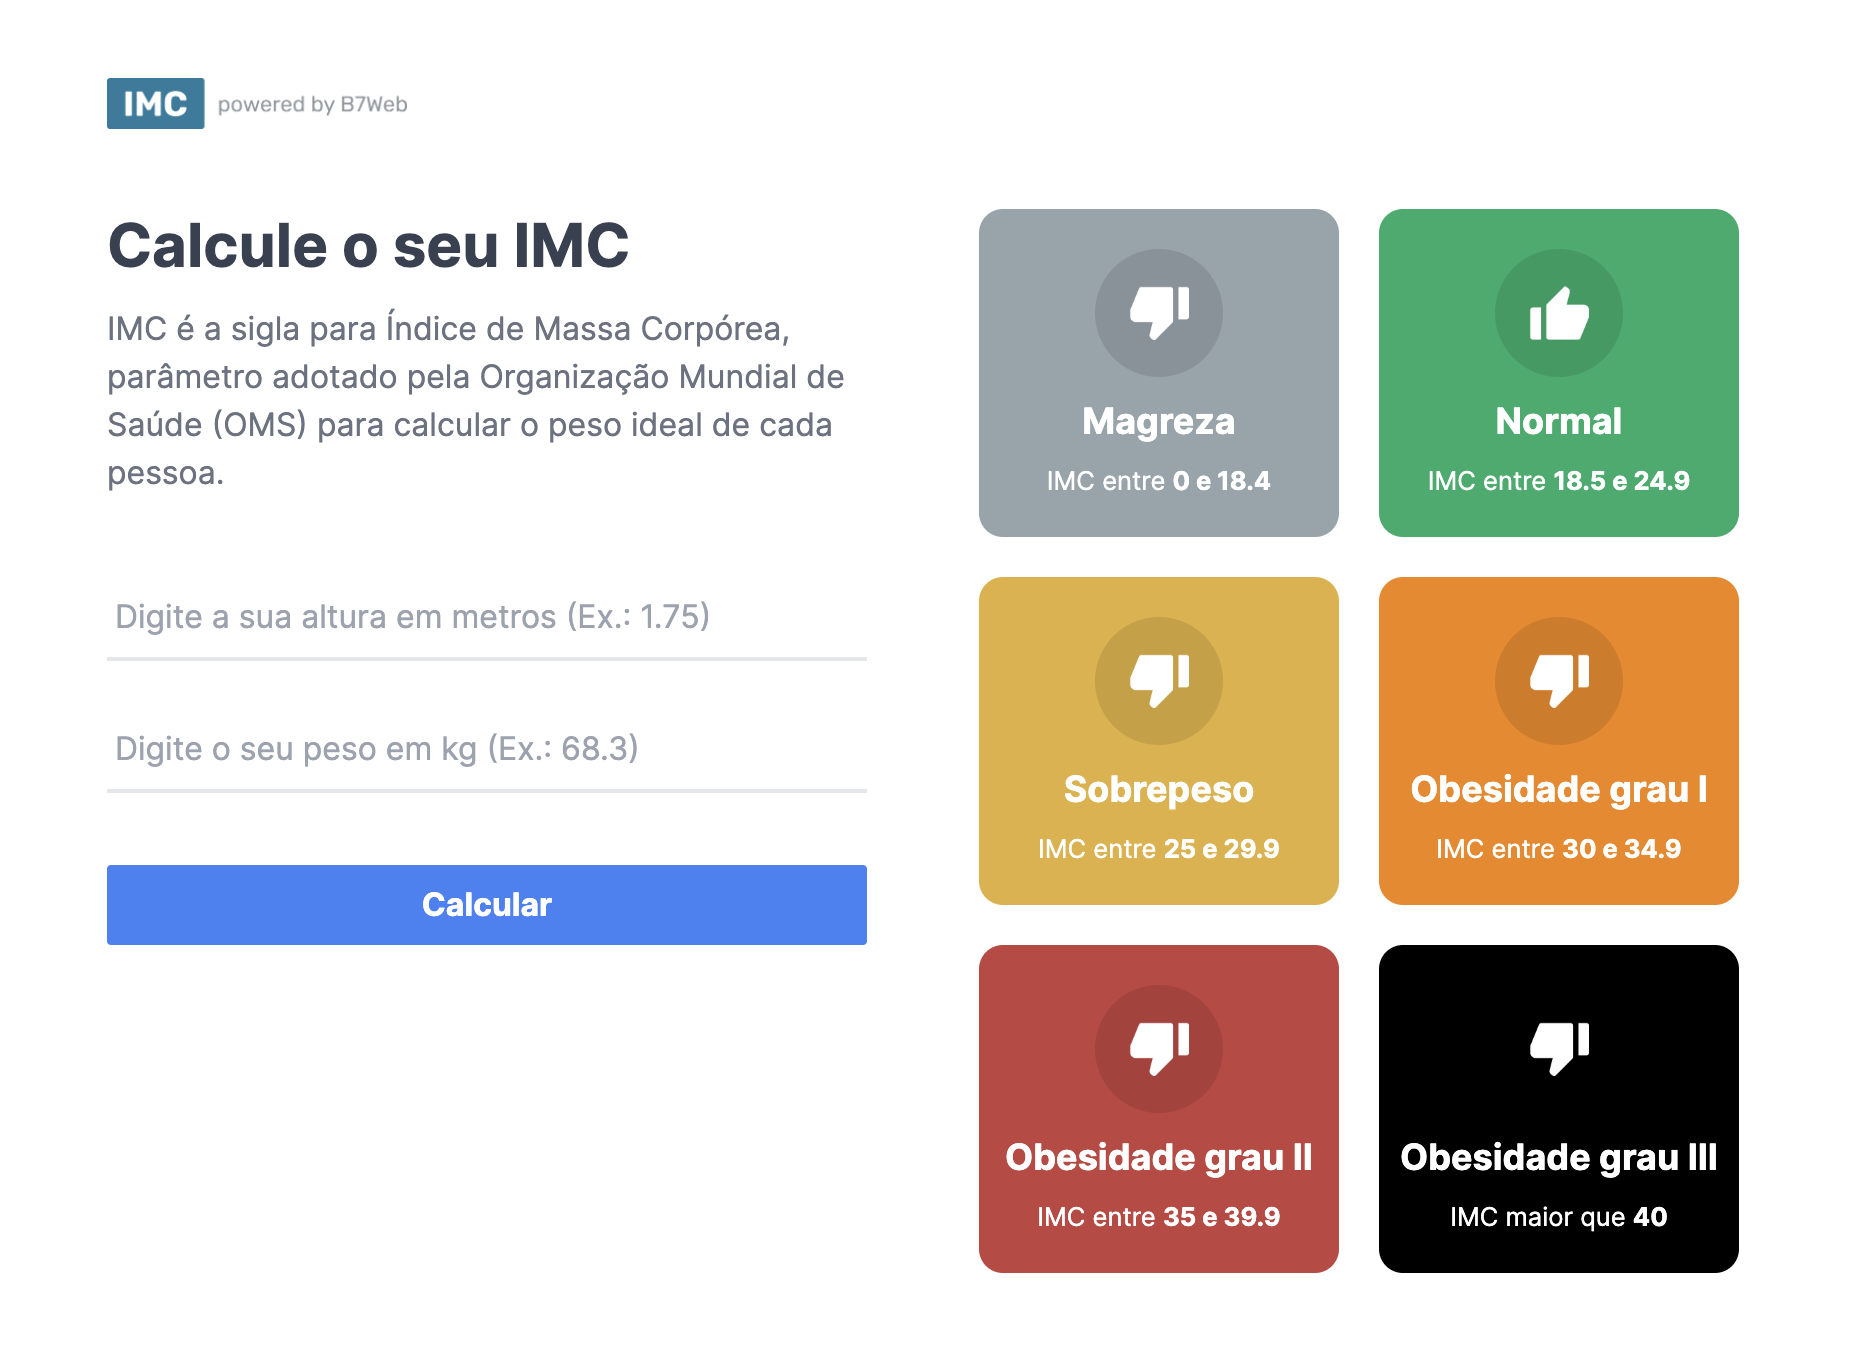 IMC powered by B7Web
Calcule o seu IMC
IMC é a sigla para Índice de Massa Corpórea,
parâmetro adotado pela Organização Mundial de
Saúde (OMS) para calcular o peso ideal de cada
pessoa.
Digite a sua altura em metros (Ex.: 1.75)
Digite o seu peso em kg (Ex.: 68.3)
Calcular
Magreza
IMC entre 0 e 18.4
Normal
IMC entre 18.5 e 24.9
Sobrepeso
IMC entre 25 e 29.9
Obesidade grau I
IMC entre 30 e 34.9
Obesidade grau II
IMC entre 35 e 39.9
Obesidade grau III
IMC maior que 40